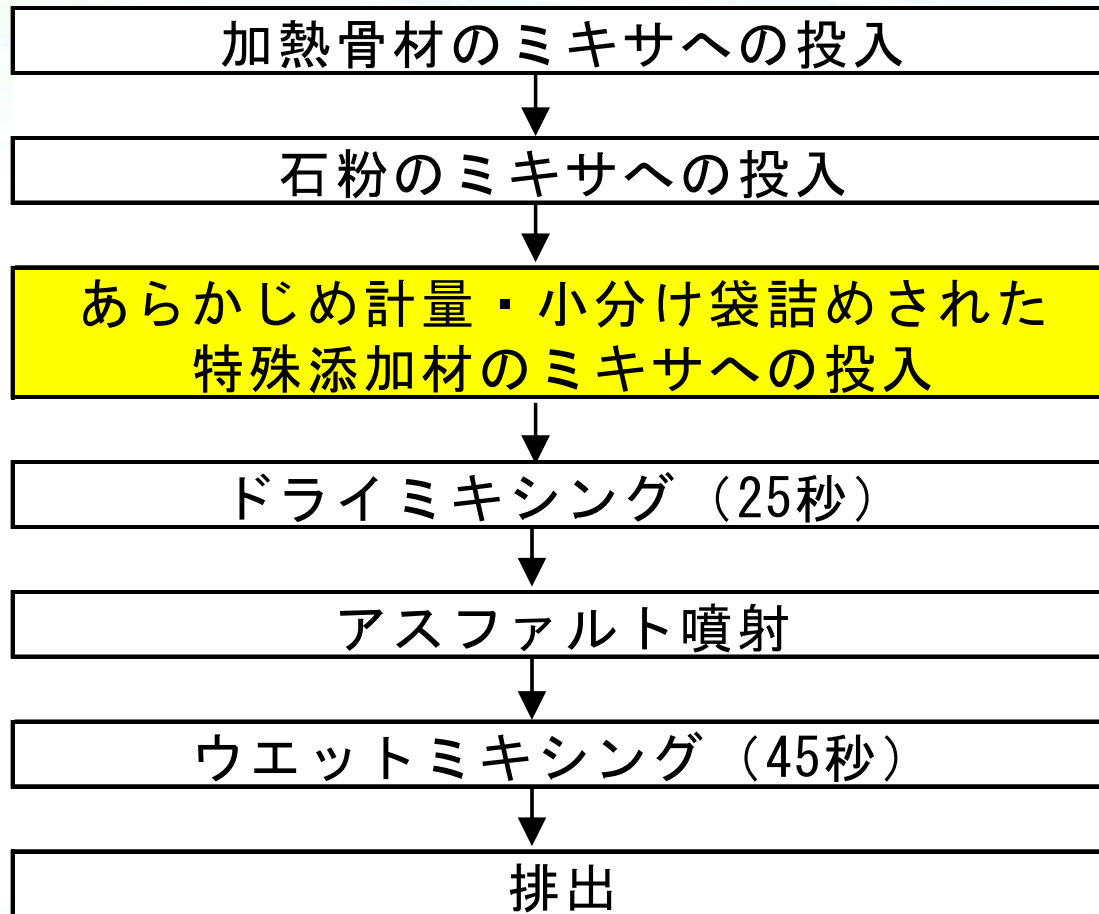 加熱骨材のミキサへの投入
石粉のミキサへの投入
あらかじめ計量・小分け袋詰めされた
特殊添加材のミキサへの投入
ドライミキシング（25秒）
アスファルト噴射
ウエットミキシング（45秒）
排出